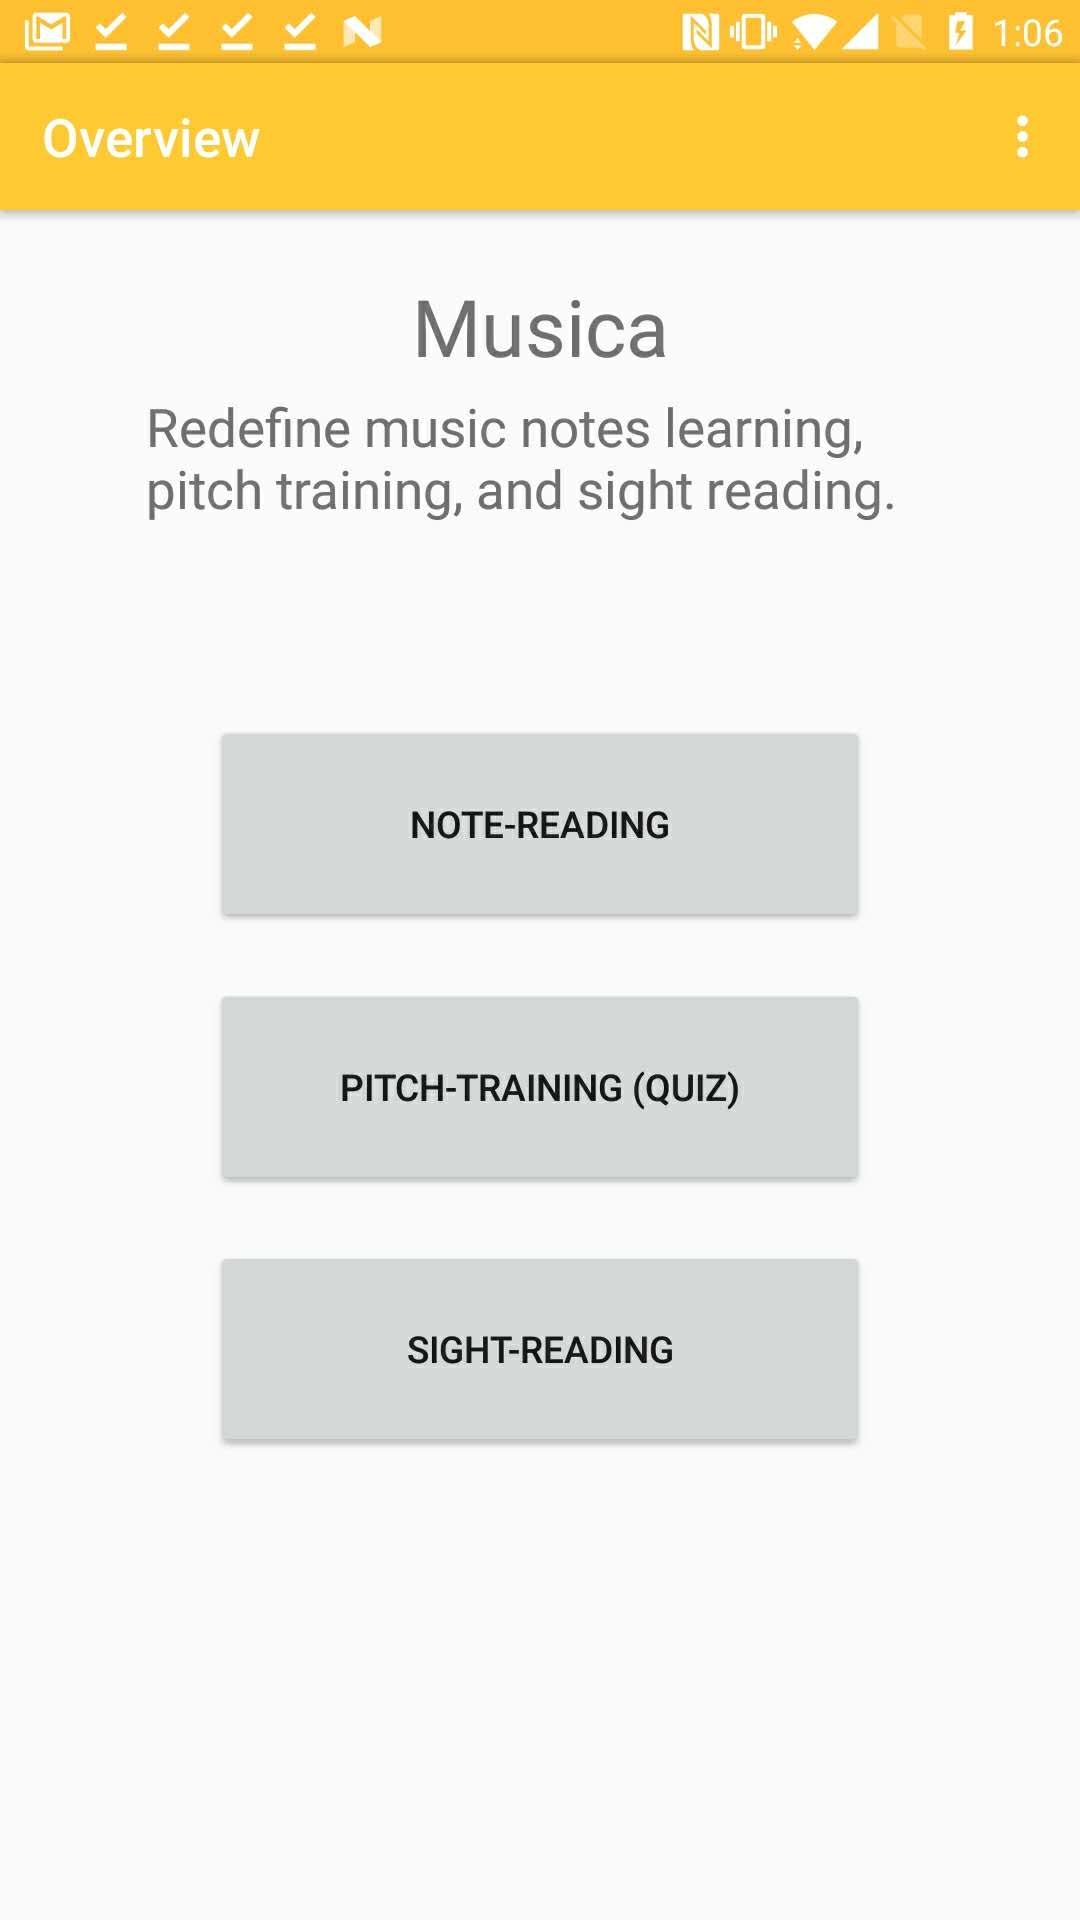 1:06
Overview
Musica
Redefine music notes learning,
pitch training, and sight reading.
NOTE-READING
PITCH-TRAINING (QUIZ)
SIGHT-READING